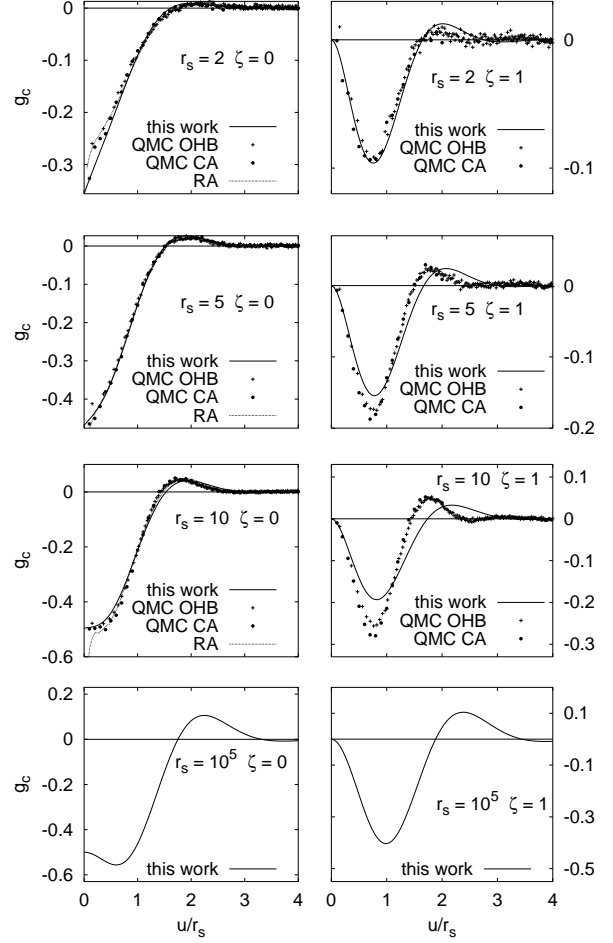 0
-0.1
-0.2
-0.3
g_c
r_s = 2 ζ = 0
this work
QMC OHB
QMC CA
RA
0
-0.1
r_s = 2 ζ = 1
this work
QMC OHB
QMC CA
0
-0.1
-0.2
-0.3
-0.4
g_c
r_s = 5 ζ = 0
this work
QMC OHB
QMC CA
RA
0
-0.1
-0.2
r_s = 5 ζ = 1
this work
QMC OHB
QMC CA
0
-0.2
-0.4
-0.6
g_c
r_s = 10 ζ = 0
this work
QMC OHB
QMC CA
RA
0.1
0
-0.1
-0.2
-0.3
r_s = 10 ζ = 1
this work
QMC OHB
QMC CA
0.2
0
-0.2
-0.4
-0.6
g_c
r_s = 10^5 ζ = 0
this work
0 1 2 3 4
u/r_s
0.1
-0.1
-0.3
-0.5
r_s = 10^5 ζ = 1
this work
0 1 2 3 4
u/r_s